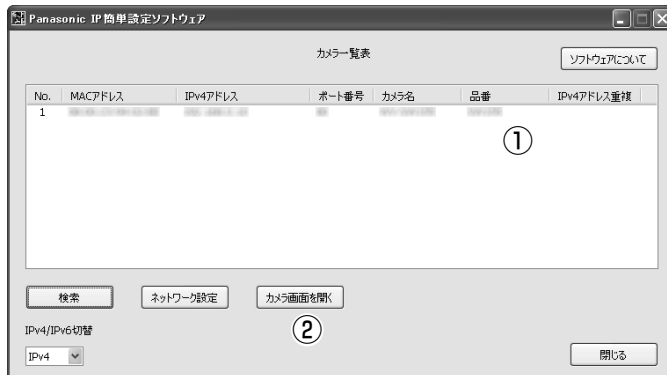 Panasonic IP簡単設定ソフトウェア
カメラ一覧表
ソフトウェアについて
No. MACアドレス IPv4アドレス ポート番号 カメラ名 品番 IPv4アドレス重複
1
①
検索 ネットワーク設定 カメラ画面を開く
②
IPv4/IPv6切替
IPv4 閉じる